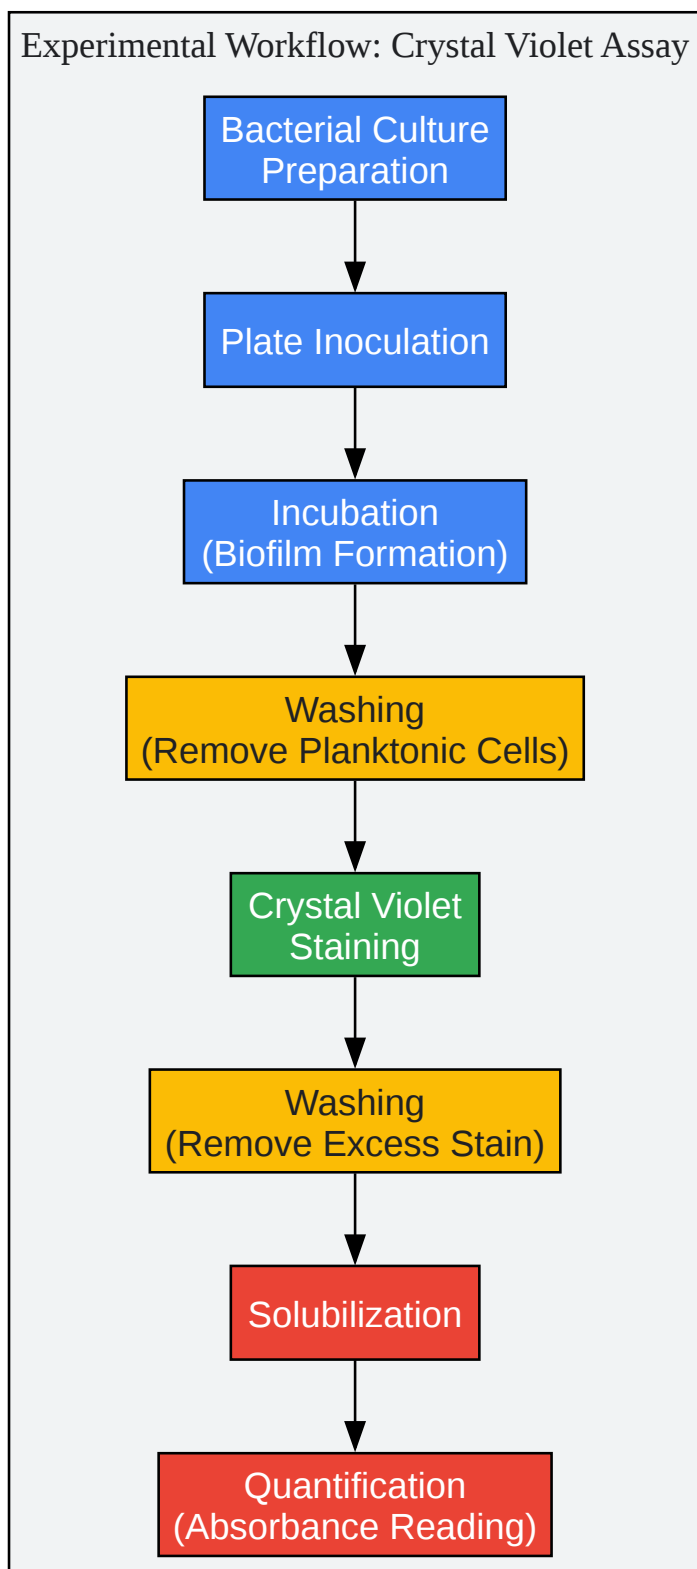 Experimental Workflow: Crystal Violet Assay
Bacterial Culture
Preparation
Plate Inoculation
Incubation
(Biofilm Formation)
Washing
(Remove Planktonic Cells)
Crystal Violet
Staining
Washing
(Remove Excess Stain)
Solubilization
Quantification
(Absorbance Reading)